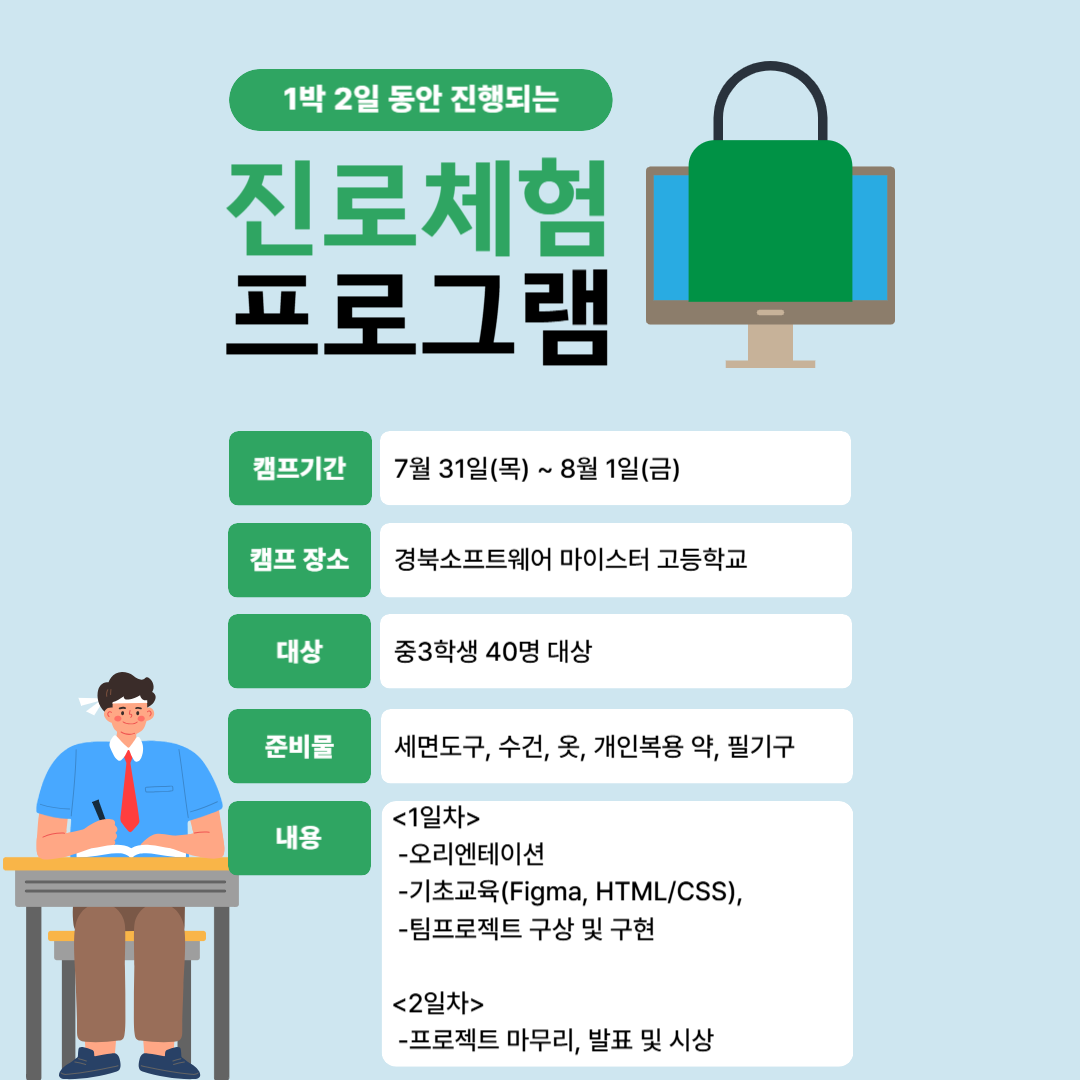 1박 2일 동안 진행되는
진로체험
프로그램
캠프기간
7월 31일(목) ~ 8월 1일(금)
캠프 장소
경북소프트웨어 마이스터 고등학교
대상
중3학생 40명 대상
준비물
세면도구, 수건, 옷, 개인복용 약, 필기구
내용
<1일차>
-오리엔테이션
-기초교육(Figma, HTML/CSS),
-팀프로젝트 구상 및 구현
<2일차>
-프로젝트 마무리, 발표 및 시상